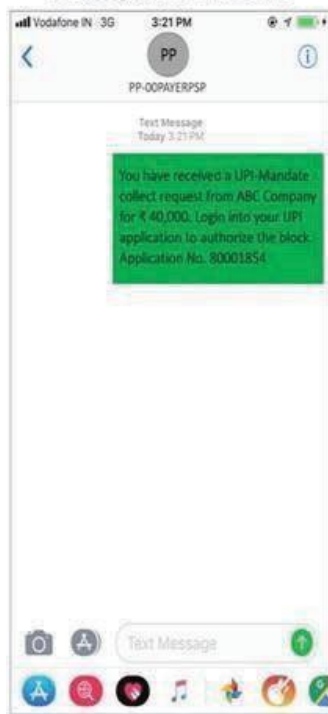 Vodafone IN 3G 3:21 PM
PP
PP-OOPAYERPSP
Text Message
Today 3:21 PM
You have received a UPI-Mandate
collect request from ABC Company
for ₹ 40,000. Login into your UPI
application to authorize the block.
Application No. 80001854
Text Message